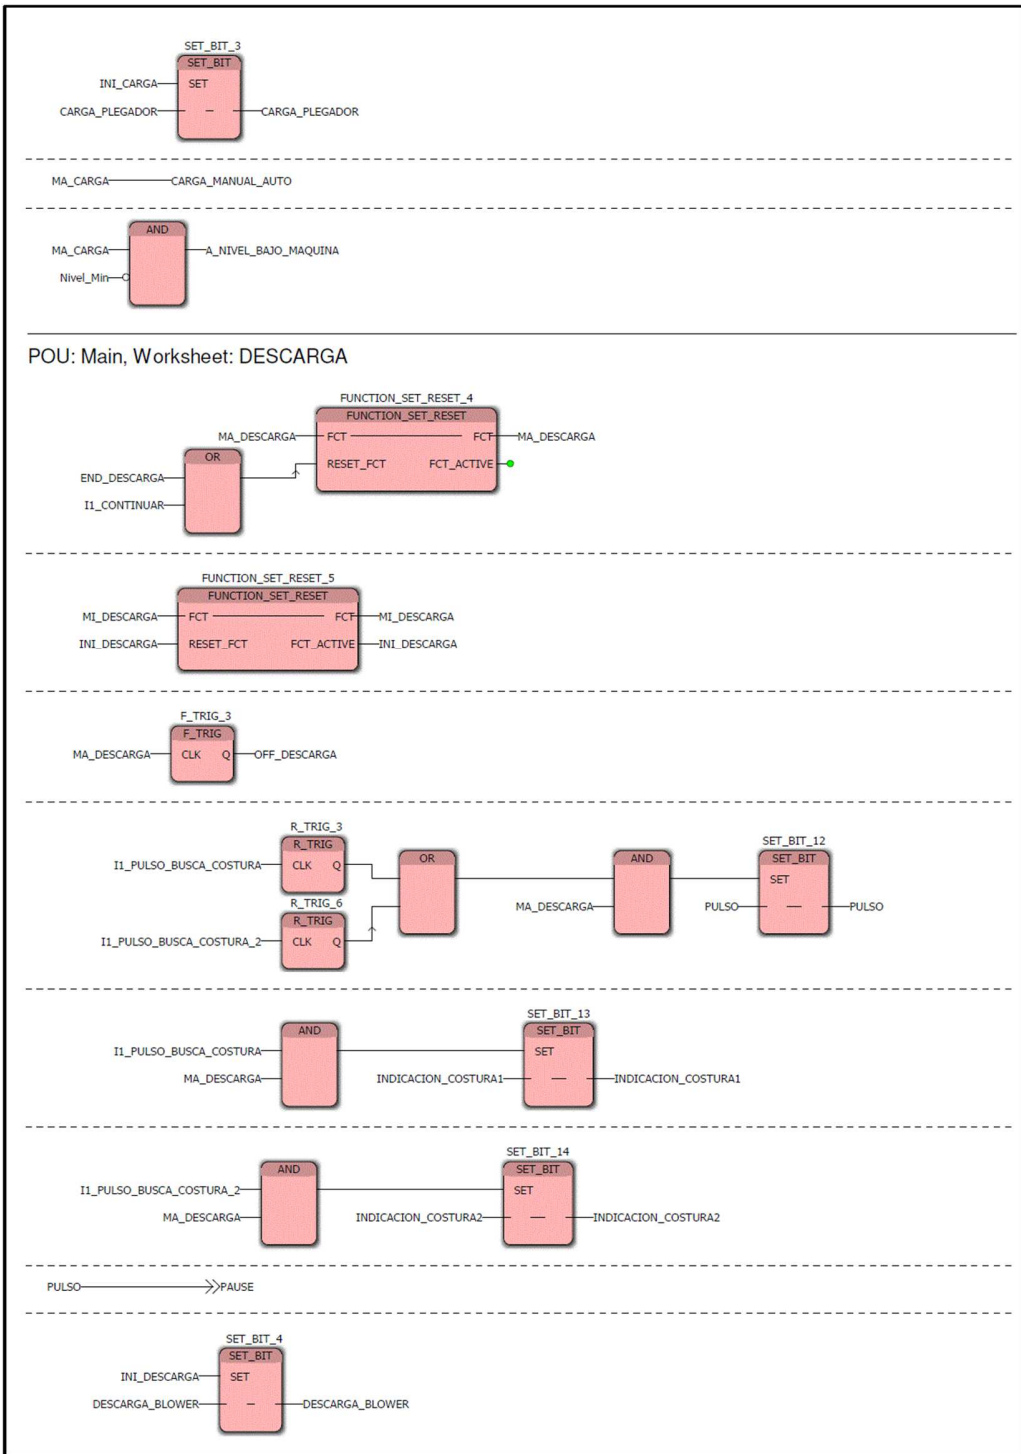 SET_BIT_3
SET_BIT
INI_CARGA SET
CARGA_PLEGADOR CARGA_PLEGADOR
MA_CARGA CARGA_MANUAL_AUTO
AND
MA_CARGA A_NIVEL_BAJO_MAQUINA
Nivel_Min
POU: Main, Worksheet: DESCARGA
FUNCTION_SET_RESET_4
FUNCTION_SET_RESET
MA_DESCARGA FCT FCT MA_DESCARGA
OR
RESET_FCT FCT_ACTIVE
END_DESCARGA
I1_CONTINUAR
FUNCTION_SET_RESET_5
FUNCTION_SET_RESET
MI_DESCARGA FCT FCT MI_DESCARGA
INI_DESCARGA RESET_FCT FCT_ACTIVE INI_DESCARGA
F_TRIG_3
F_TRIG
MA_DESCARGA CLK Q OFF_DESCARGA
R_TRIG_3
R_TRIG
SET_BIT_12
OR AND SET_BIT
I1_PULSO_BUSCA_COSTURA CLK Q
SET
R_TRIG_6
MA_DESCARGA PULSO PULSO
R_TRIG
I1_PULSO_BUSCA_COSTURA_2 CLK Q
SET_BIT_13
AND SET_BIT
I1_PULSO_BUSCA_COSTURA SET
MA_DESCARGA INDICACION_COSTURA1 INDICACION_COSTURA1
SET_BIT_14
AND SET_BIT
I1_PULSO_BUSCA_COSTURA_2 SET
MA_DESCARGA INDICACION_COSTURA2 INDICACION_COSTURA2
PULSO PAUSE
SET_BIT_4
SET_BIT
INI_DESCARGA SET
DESCARGA_BLOWER DESCARGA_BLOWER